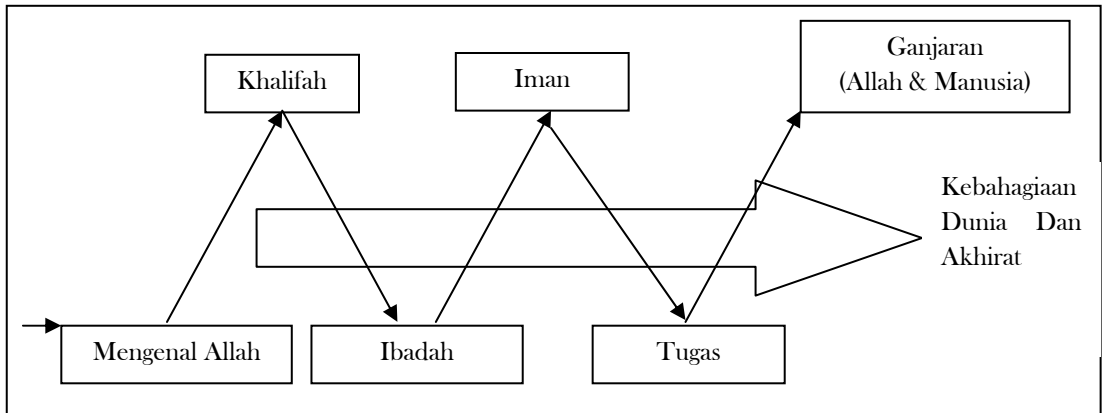 Ganjaran
(Allah & Manusia)
Khalifah
Iman
Kebahagiaan
Dunia Dan
Akhirat
Mengenal Allah
Ibadah
Tugas